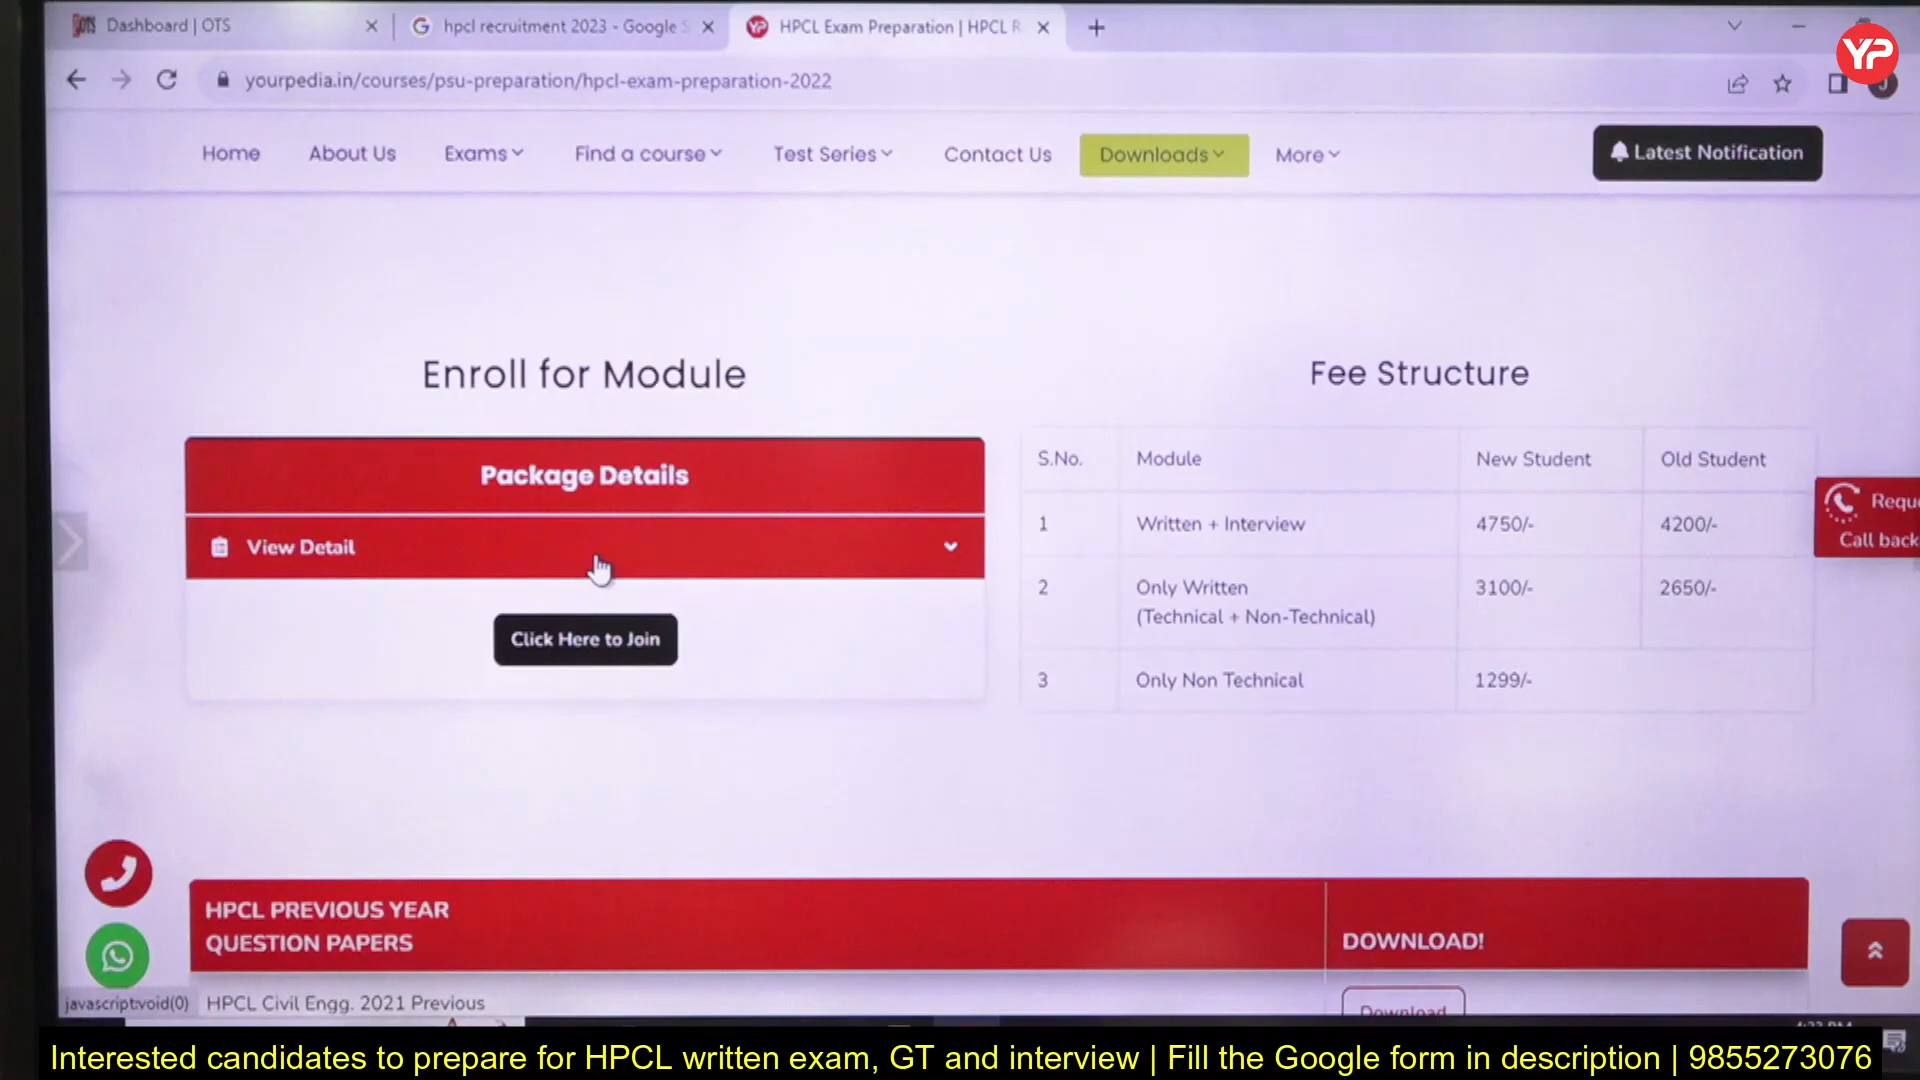 Dashboard | OTS
hpcl recruitment 2023 - Google S
HPCL Exam Preparation | HPCL R
yourpedia.in/courses/psu-preparation/hpcl-exam-preparation-2022
YP
J
Home
About Us
Exams
Find a course
Test Series
Contact Us
Downloads
More
Latest Notification
Enroll for Module
Package Details
View Detail
Click Here to Join
Fee Structure
S.No. Module New Student Old Student
1 Written + Interview 4750/- 4200/-
2 Only Written 3100/- 2650/-
(Technical + Non-Technical)
3 Only Non Technical 1299/-
Requ
Call back
HPCL PREVIOUS YEAR
QUESTION PAPERS
DOWNLOAD!
javascript:void(0)
HPCL Civil Engg. 2021 Previous
Download
Interested candidates to prepare for HPCL written exam, GT and interview | Fill the Google form in description | 9855273076